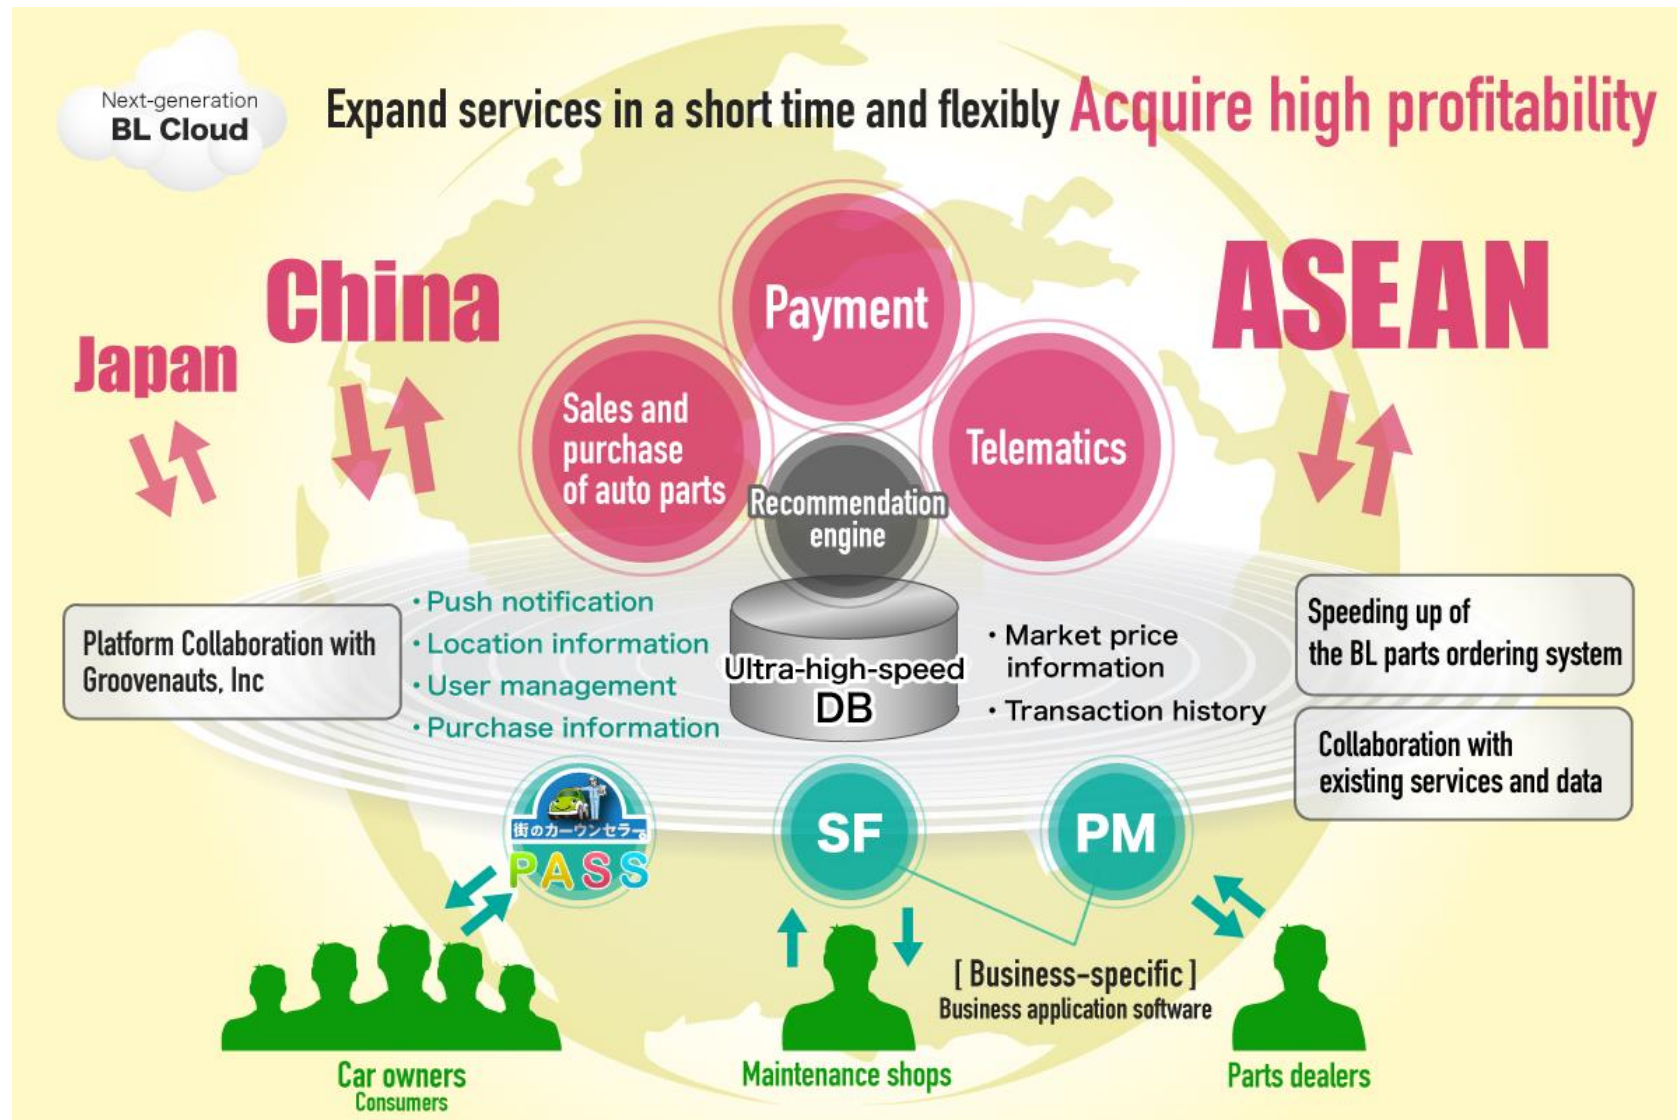 Next-generation
BL Cloud
Expand services in a short time and flexibly Acquire high profitability
Japan
China
ASEAN
Payment
Sales and
purchase
of auto parts
Telematics
Recommendation
engine
Platform Collaboration with
Groovenauts, Inc
・Push notification
・Location information
・User management
・Purchase information
Ultra-high-speed
DB
・Market price
information
・Transaction history
Speeding up of
the BL parts ordering system
Collaboration with
existing services and data
街のカーウンセラー®
PASS
SF
PM
[ Business-specific ]
Business application software
Car owners
Consumers
Maintenance shops
Parts dealers